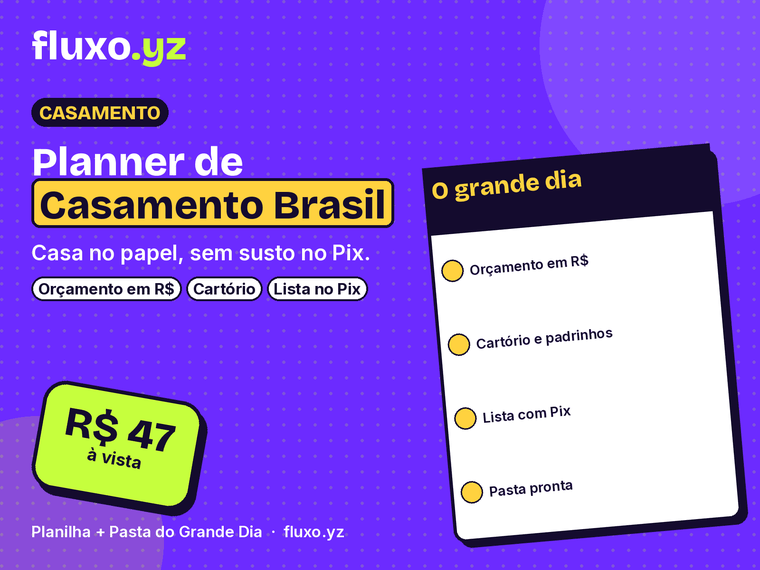 fluxo.yz
CASAMENTO
Planner de
Casamento Brasil
Casa no papel, sem susto no Pix.
Orçamento em R$ Cartório Lista no Pix
R$ 47
à vista
Planilha + Pasta do Grande Dia · fluxo.yz
O grande dia
Orçamento em R$
Cartório e padrinhos
Lista com Pix
Pasta pronta